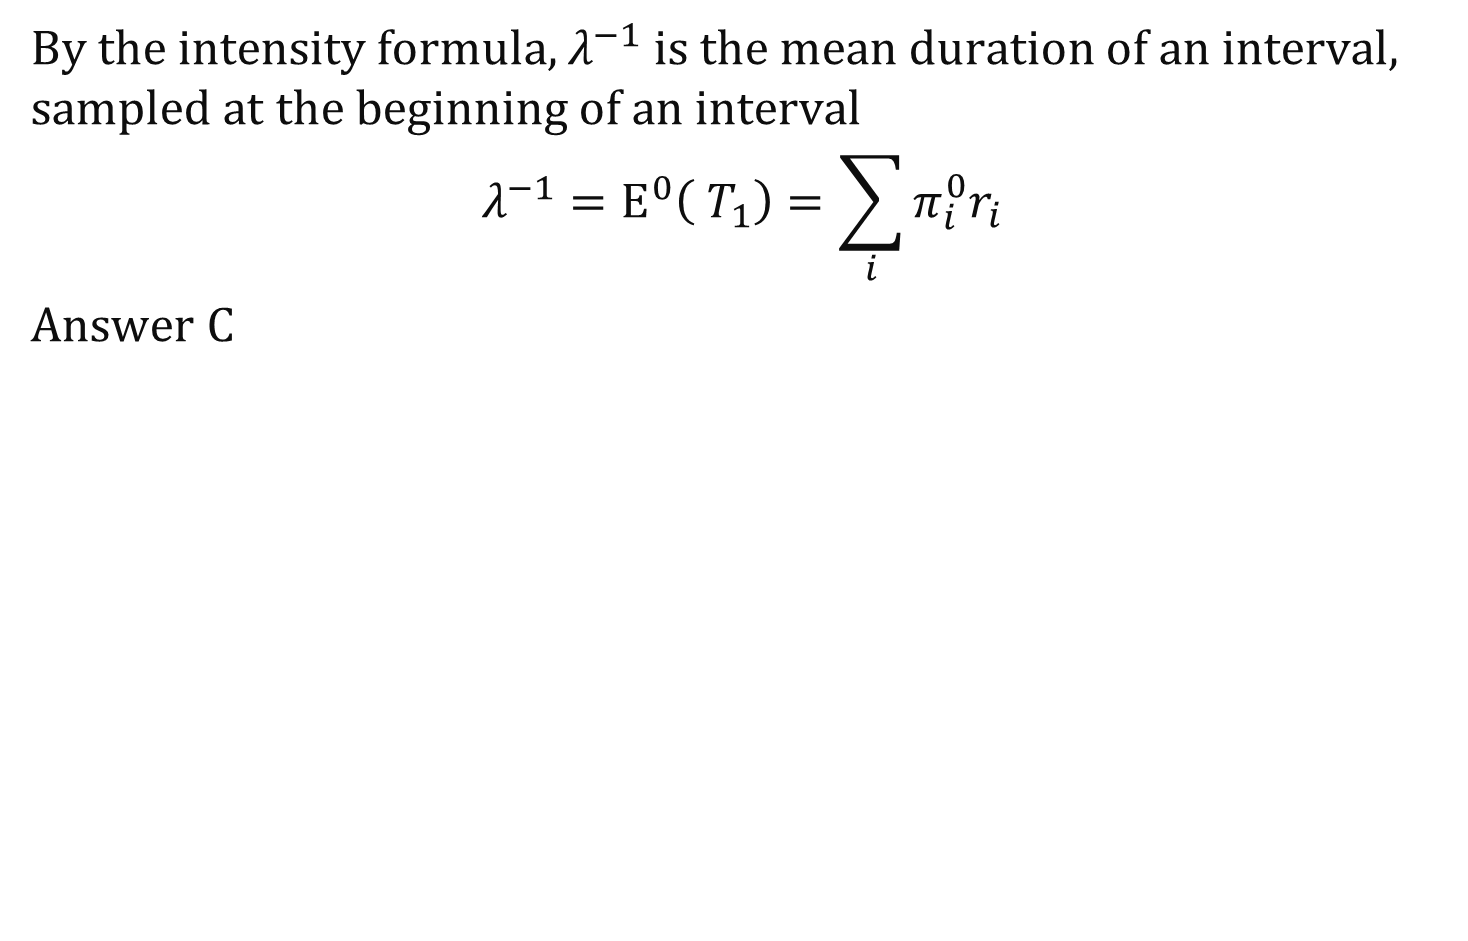 By the intensity formula, λ⁻¹ is the mean duration of an interval,
sampled at the beginning of an interval
λ⁻¹ = E⁰( T₁) = ∑ᵢ πᵢ⁰rᵢ
Answer C